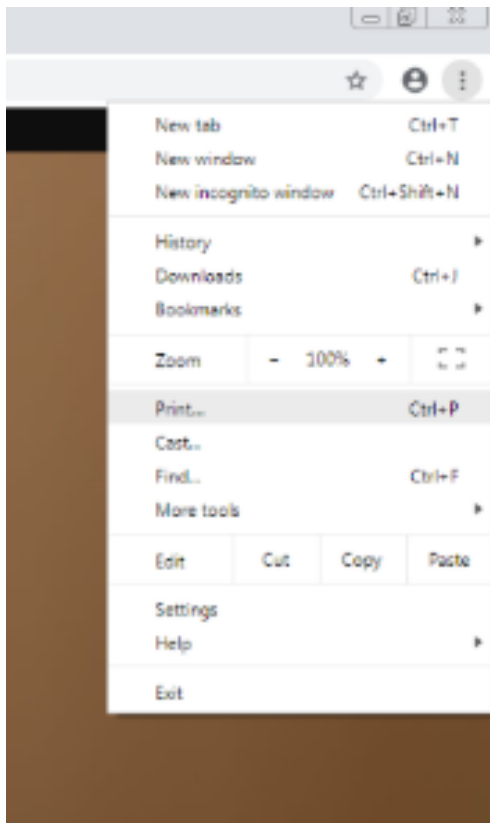 New tab Ctrl+T
New window Ctrl+N
New incognito window Ctrl+Shift+N
History
Downloads Ctrl+J
Bookmarks
Zoom - 100% +
Print... Ctrl+P
Cast...
Find... Ctrl+F
More tools
Edit Cut Copy Paste
Settings
Help
Exit